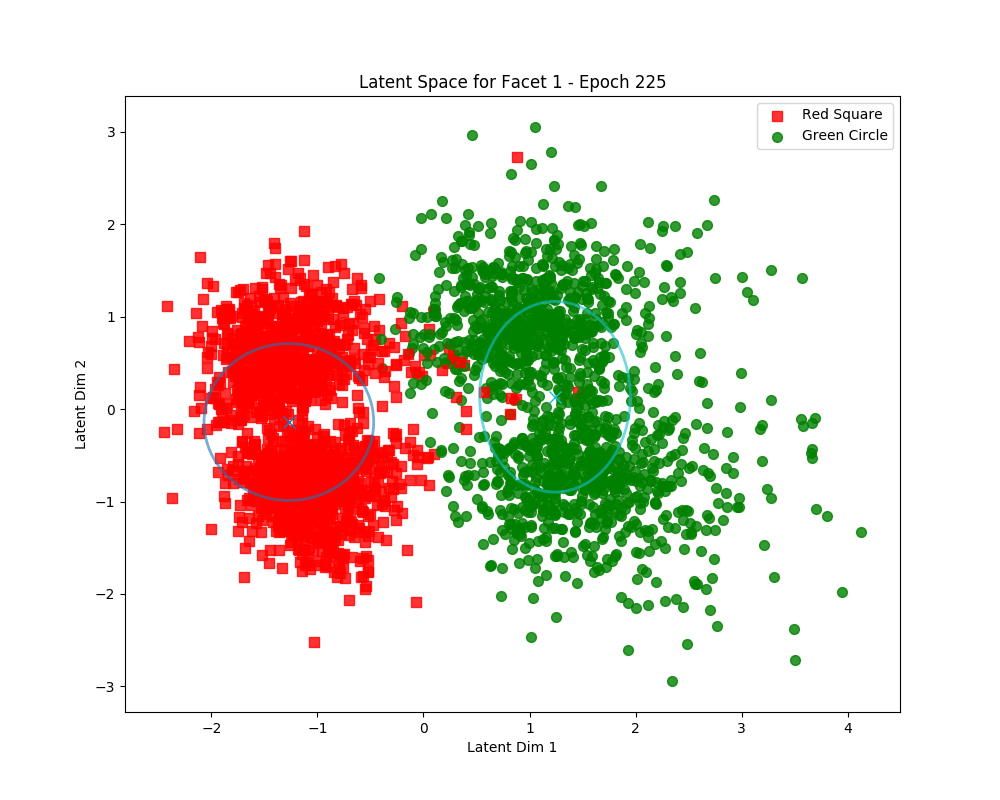 Latent Space for Facet 1 - Epoch 225
Red Square
Green Circle
3
2
1
0
−1
−2
−3
Latent Dim 2
−2
−1
0
1
2
3
4
Latent Dim 1